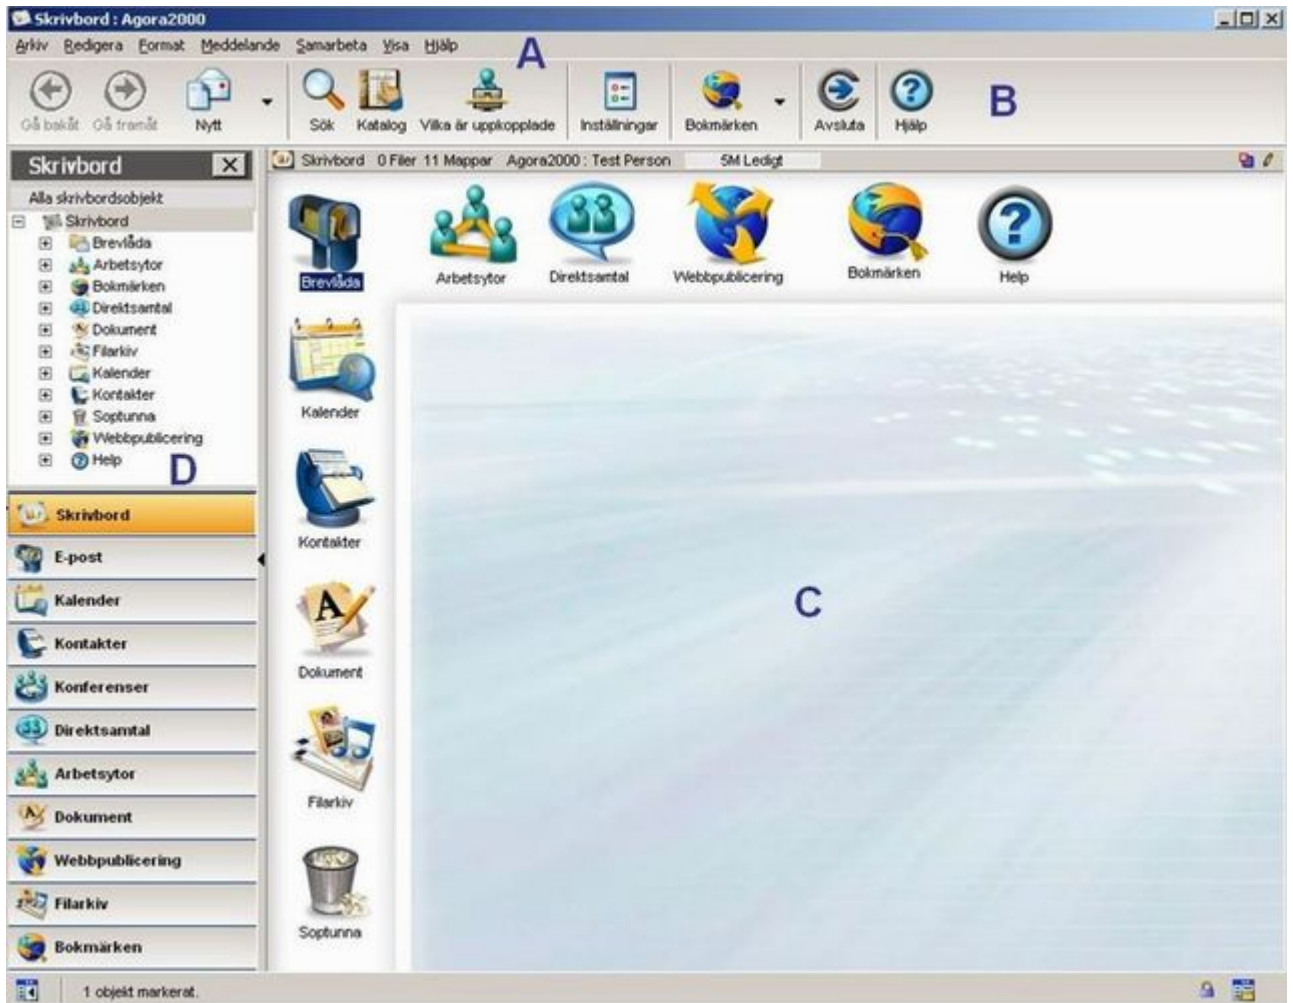 Skrivbord : Agora2000
Arkiv Redigera Format Meddelande Samarbeta Visa Hjälp
A
Gå bakåt Gå framåt Nytt Sök Katalog Vilka är uppkopplade Inställningar Bokmärken Avsluta Hjälp
B
Skrivbord
Alla skrivbordsobjekt
Skrivbord
Brevlåda
Arbetsytor
Bokmärken
Direktsamtal
Dokument
Filarkiv
Kalender
Kontakter
Soptunna
Webbpublicering
Help
D
Skrivbord
E-post
Kalender
Kontakter
Konferenser
Direktsamtal
Arbetsytor
Dokument
Webbpublicering
Filarkiv
Bokmärken
Skrivbord 0 Filer 11 Mappar Agora2000 : Test Person 5M Ledigt
Brevlåda Arbetsytor Direktsamtal Webbpublicering Bokmärken Help
Kalender
Kontakter
Dokument
Filarkiv
Soptunna
C
1 objekt markerat.